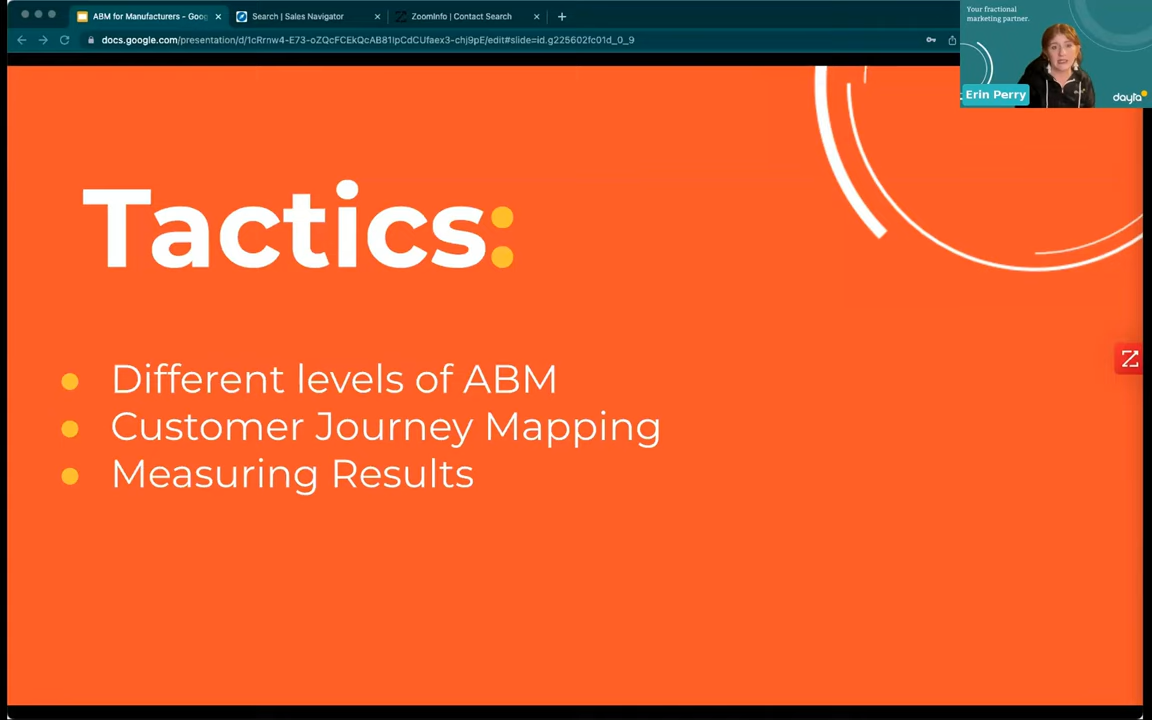 ABM for Manufacturers - Goog
Search | Sales Navigator
ZoomInfo | Contact Search
docs.google.com/presentation/d/1cRrnw4-E73-oZQcFCEkQcAB81lpCdCUfaex3-chj9pE/edit#slide=id.g225602fc01d_0_9
Your fractional
marketing partner.
Erin Perry
dayta
Tactics:
Different levels of ABM
Customer Journey Mapping
Measuring Results